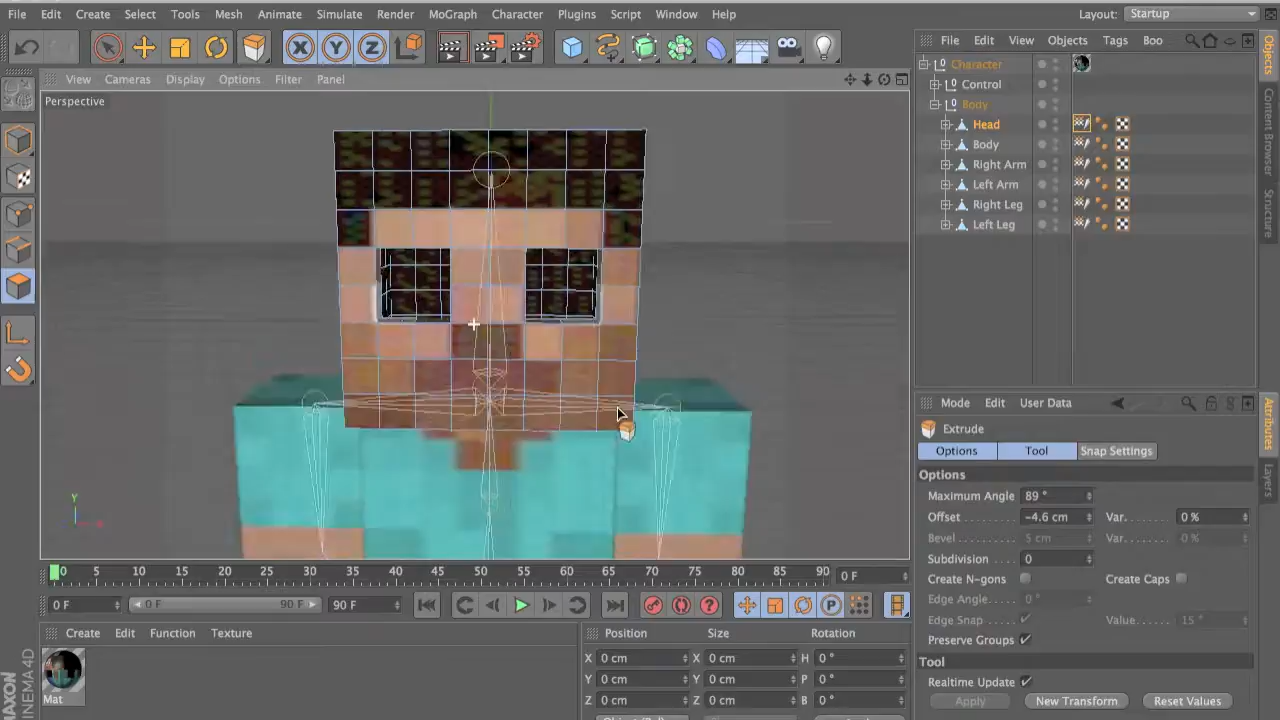 File Edit Create Select Tools Mesh Animate Simulate Render MoGraph Character Plugins Script Window Help Layout: Startup
X Y Z
File Edit View Objects Tags Boo
View Cameras Display Options Filter Panel
Perspective
Character
Control
Body
Head
Body
Right Arm
Left Arm
Right Leg
Left Leg
Objects
Content Browser
Structure
Mode Edit User Data
Extrude
Options Tool Snap Settings
Options
Maximum Angle 89 °
Offset -4.6 cm Var. 0 %
Bevel 5 cm Var. 0 %
Subdivision 0
Create N-gons Create Caps
Edge Angle 0 °
Edge Snap Value 15 °
Preserve Groups
Tool
Realtime Update
Apply New Transform Reset Values
Attributes
Layers
Y
0 5 10 15 20 25 30 35 40 45 50 55 60 65 70 75 80 85 90 0 F
0 F 0 F 90 F 90 F P
Create Edit Function Texture
Mat
Position Size Rotation
X 0 cm X 0 cm H 0 °
Y 0 cm Y 0 cm P 0 °
Z 0 cm Z 0 cm B 0 °
MAXON
CINEMA 4D